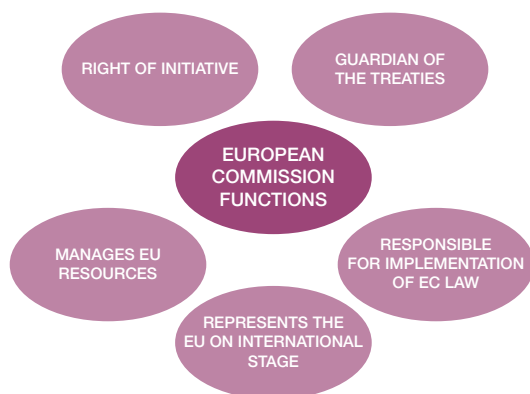 RIGHT OF INITIATIVE
GUARDIAN OF
THE TREATIES
EUROPEAN
COMMISSION
FUNCTIONS
MANAGES EU
RESOURCES
RESPONSIBLE
FOR IMPLEMENTATION
OF EC LAW
REPRESENTS THE
EU ON INTERNATIONAL
STAGE